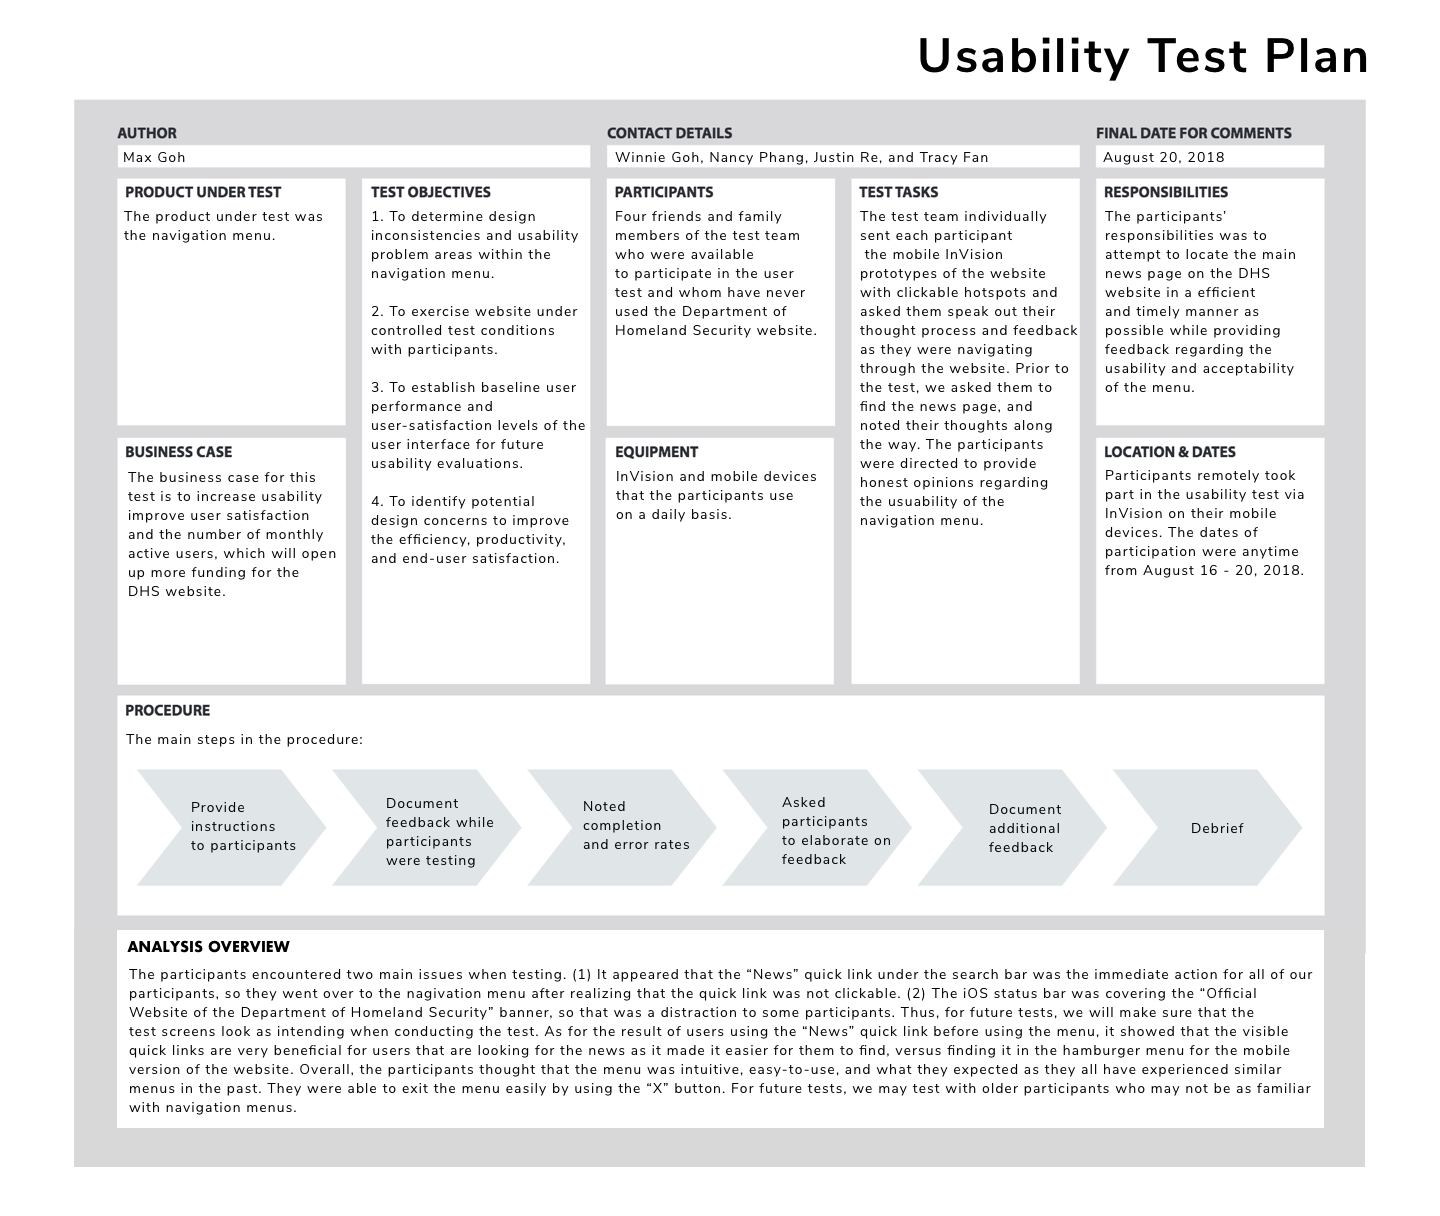 Usability Test Plan
AUTHOR
Max Goh
CONTACT DETAILS
Winnie Goh, Nancy Phang, Justin Re, and Tracy Fan
FINAL DATE FOR COMMENTS
August 20, 2018
PRODUCT UNDER TEST
The product under test was
the navigation menu.
BUSINESS CASE
The business case for this
test is to increase usability
improve user satisfaction
and the number of monthly
active users, which will open
up more funding for the
DHS website.
TEST OBJECTIVES
1. To determine design
inconsistencies and usability
problem areas within the
navigation menu.
2. To exercise website under
controlled test conditions
with participants.
3. To establish baseline user
performance and
user-satisfaction levels of the
user interface for future
usability evaluations.
4. To identify potential
design concerns to improve
the efficiency, productivity,
and end-user satisfaction.
PARTICIPANTS
Four friends and family
members of the test team
who were available
to participate in the user
test and whom have never
used the Department of
Homeland Security website.
EQUIPMENT
InVision and mobile devices
that the participants use
on a daily basis.
TEST TASKS
The test team individually
sent each participant
the mobile InVision
prototypes of the website
with clickable hotspots and
asked them speak out their
thought process and feedback
as they were navigating
through the website. Prior to
the test, we asked them to
find the news page, and
noted their thoughts along
the way. The participants
were directed to provide
honest opinions regarding
the usuability of the
navigation menu.
RESPONSIBILITIES
The participants'
responsibilities was to
attempt to locate the main
news page on the DHS
website in a efficient
and timely manner as
possible while providing
feedback regarding the
usability and acceptability
of the menu.
LOCATION & DATES
Participants remotely took
part in the usability test via
InVision on their mobile
devices. The dates of
participation were anytime
from August 16 - 20, 2018.
PROCEDURE
The main steps in the procedure:
Provide
instructions
to participants
Document
feedback while
participants
were testing
Noted
completion
and error rates
Asked
participants
to elaborate on
feedback
Document
additional
feedback
Debrief
ANALYSIS OVERVIEW
The participants encountered two main issues when testing. (1) It appeared that the “News” quick link under the search bar was the immediate action for all of our
participants, so they went over to the nagivation menu after realizing that the quick link was not clickable. (2) The iOS status bar was covering the “Official
Website of the Department of Homeland Security” banner, so that was a distraction to some participants. Thus, for future tests, we will make sure that the
test screens look as intending when conducting the test. As for the result of users using the “News” quick link before using the menu, it showed that the visible
quick links are very beneficial for users that are looking for the news as it made it easier for them to find, versus finding it in the hamburger menu for the mobile
version of the website. Overall, the participants thought that the menu was intuitive, easy-to-use, and what they expected as they all have experienced similar
menus in the past. They were able to exit the menu easily by using the “X” button. For future tests, we may test with older participants who may not be as familiar
with navigation menus.